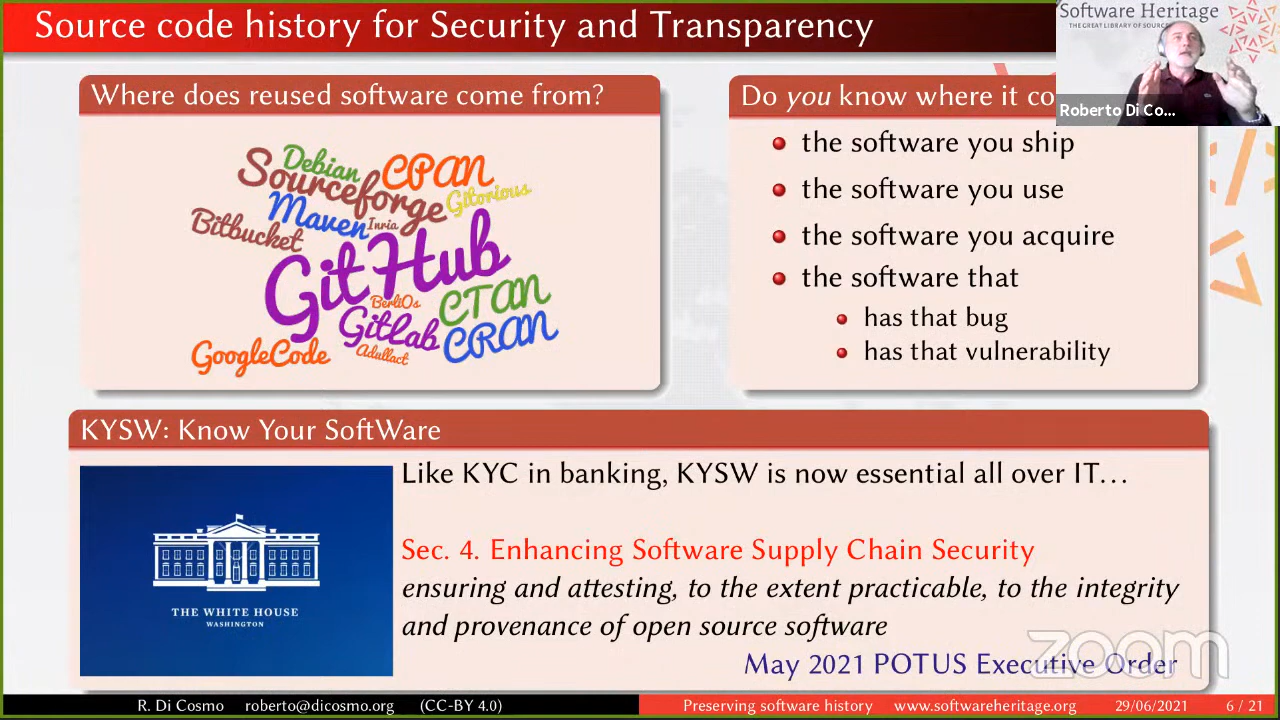 Source code history for Security and Transparency
Software Heritage
THE GREAT LIBRARY OF SOURCE
Roberto Di Co...
Where does reused software come from?
Debian
CPAN
Sourceforge
Gitorious
Maven
Inria
Bitbucket
GitHub
BerliOs
CTAN
GitLab
CRAN
GoogleCode
Adullact
Do you know where it co
the software you ship
the software you use
the software you acquire
the software that
has that bug
has that vulnerability
KYSW: Know Your SoftWare
THE WHITE HOUSE
WASHINGTON
Like KYC in banking, KYSW is now essential all over IT…
Sec. 4. Enhancing Software Supply Chain Security
ensuring and attesting, to the extent practicable, to the integrity
and provenance of open source software
May 2021 POTUS Executive Order
zoom
R. Di Cosmo roberto@dicosmo.org (CC-BY 4.0) Preserving software history www.softwareheritage.org 29/06/2021 6 / 21